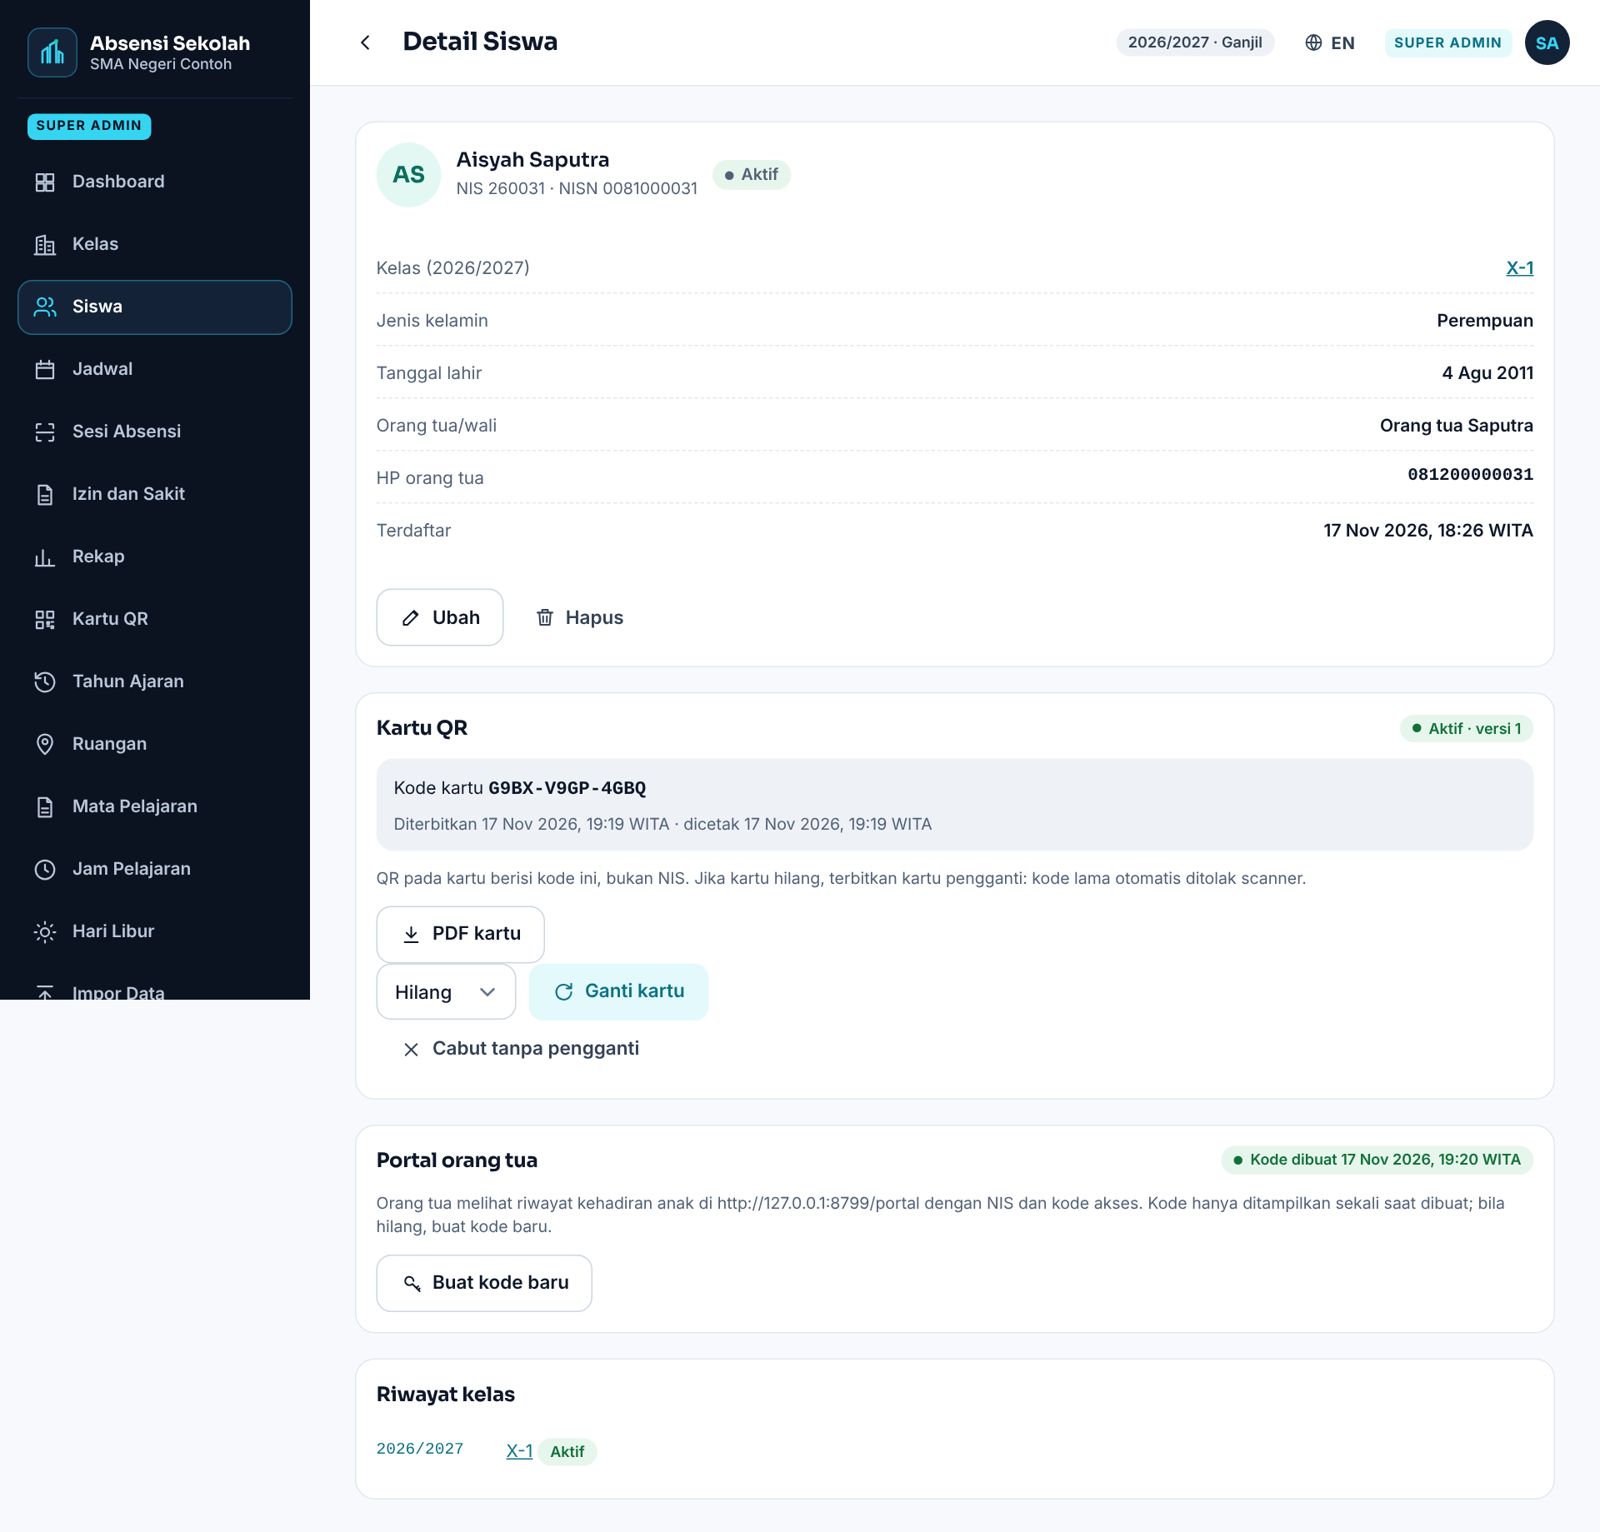 Absensi Sekolah
SMA Negeri Contoh
SUPER ADMIN
Dashboard
Kelas
Siswa
Jadwal
Sesi Absensi
Izin dan Sakit
Rekap
Kartu QR
Tahun Ajaran
Ruangan
Mata Pelajaran
Jam Pelajaran
Hari Libur
Impor Data
Detail Siswa
2026/2027 · Ganjil
EN
SUPER ADMIN
SA
AS
Aisyah Saputra
NIS 260031 · NISN 0081000031
Aktif
Kelas (2026/2027) X-1
Jenis kelamin Perempuan
Tanggal lahir 4 Agu 2011
Orang tua/wali Orang tua Saputra
HP orang tua 081200000031
Terdaftar 17 Nov 2026, 18:26 WITA
Ubah Hapus
Kartu QR Aktif · versi 1
Kode kartu G9BX-V9GP-4GBQ
Diterbitkan 17 Nov 2026, 19:19 WITA · dicetak 17 Nov 2026, 19:19 WITA
QR pada kartu berisi kode ini, bukan NIS. Jika kartu hilang, terbitkan kartu pengganti: kode lama otomatis ditolak scanner.
PDF kartu
Hilang Ganti kartu
Cabut tanpa pengganti
Portal orang tua Kode dibuat 17 Nov 2026, 19:20 WITA
Orang tua melihat riwayat kehadiran anak di http://127.0.0.1:8799/portal dengan NIS dan kode akses. Kode hanya ditampilkan sekali saat dibuat; bila
hilang, buat kode baru.
Buat kode baru
Riwayat kelas
2026/2027 X-1 Aktif